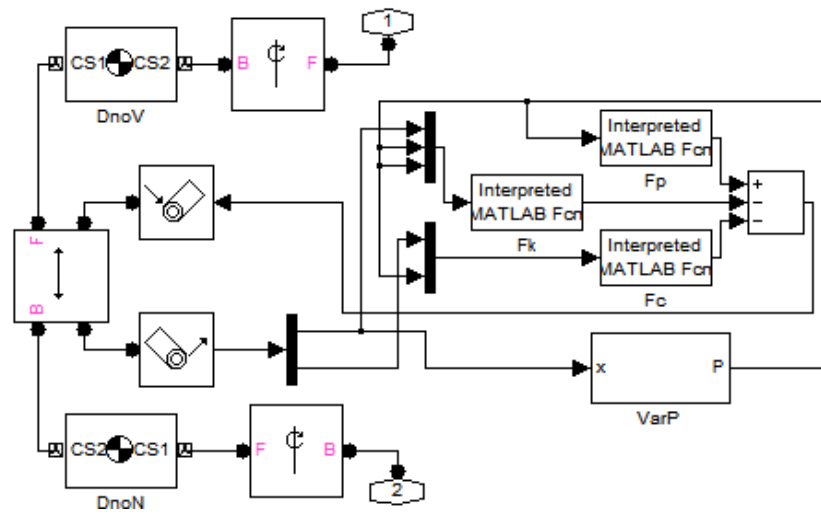 1
CS1 CS2
B F
DnoV
Interpreted
MATLAB Fcn
Fp
+
−
−
Interpreted
MATLAB Fcn
Fk
Interpreted
MATLAB Fcn
Fc
F
B
x P
VarP
CS2 CS1
F B
DnoN
2